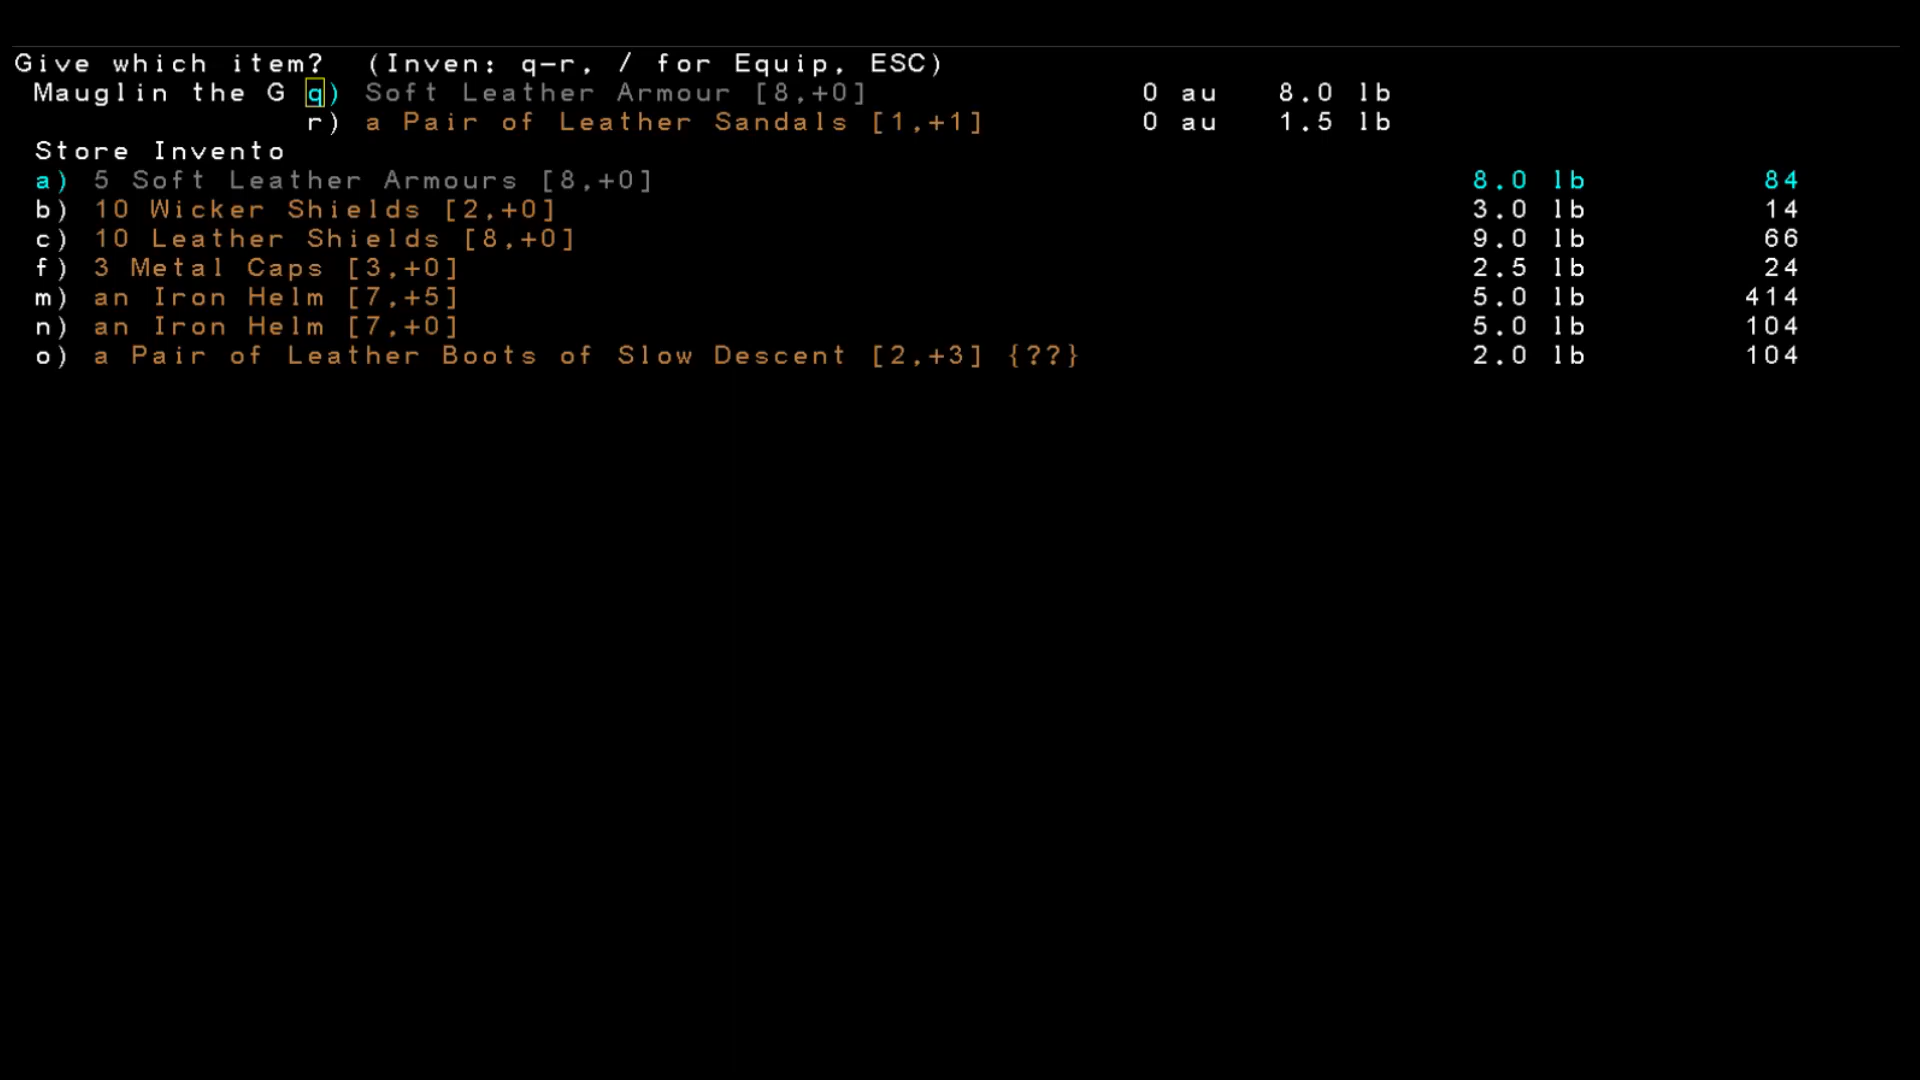 Give which item? (Inven: q-r, / for Equip, ESC)
Mauglin the G q) Soft Leather Armour [8,+0] 0 au 8.0 lb
r) a Pair of Leather Sandals [1,+1] 0 au 1.5 lb
Store Invento
a) 5 Soft Leather Armours [8,+0] 8.0 lb 84
b) 10 Wicker Shields [2,+0] 3.0 lb 14
c) 10 Leather Shields [8,+0] 9.0 lb 66
f) 3 Metal Caps [3,+0] 2.5 lb 24
m) an Iron Helm [7,+5] 5.0 lb 414
n) an Iron Helm [7,+0] 5.0 lb 104
o) a Pair of Leather Boots of Slow Descent [2,+3] {??} 2.0 lb 104